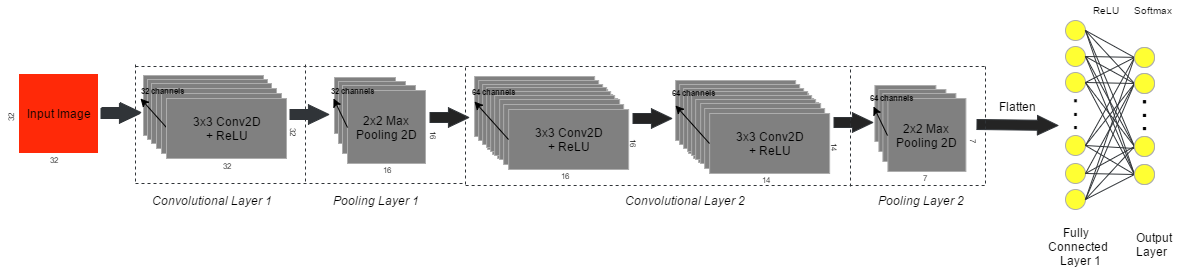 ReLU
Softmax
32
Input Image
32
32 channels
3x3 Conv2D
+ ReLU
32
32
Convolutional Layer 1
32 channels
2x2 Max
Pooling 2D
16
16
Pooling Layer 1
64 channels
3x3 Conv2D
+ ReLU
16
16
64 channels
3x3 Conv2D
+ ReLU
14
14
Convolutional Layer 2
64 channels
2x2 Max
Pooling 2D
7
7
Pooling Layer 2
Flatten
Fully
Connected
Layer 1
Output
Layer